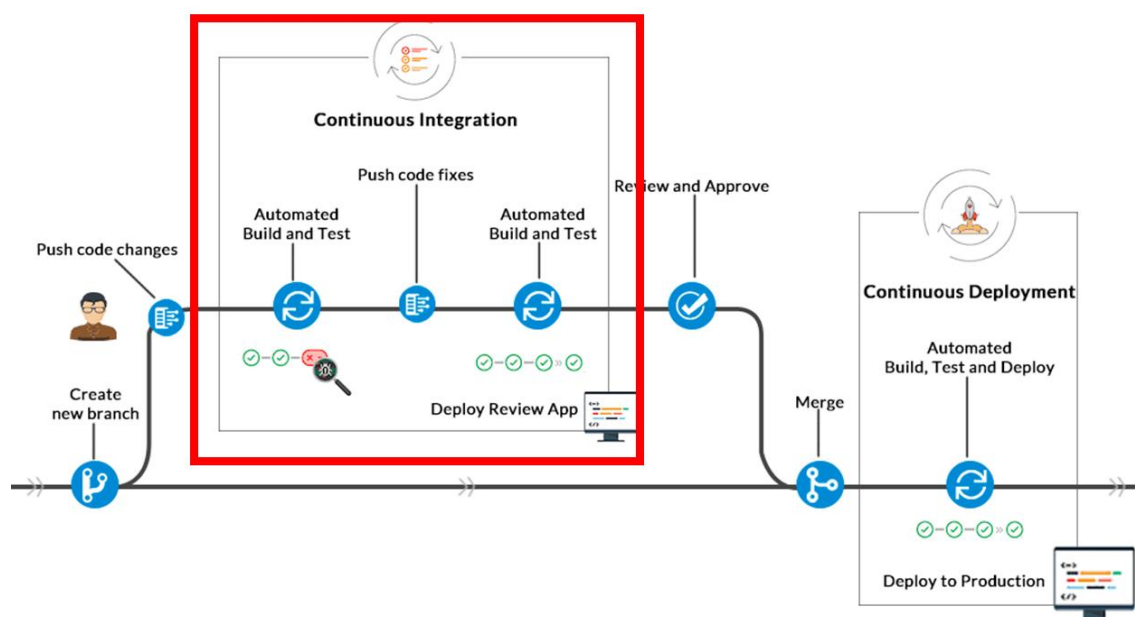 Continuous Integration
Push code fixes
Review and Approve
Automated
Build and Test
Automated
Build and Test
Push code changes
Continuous Deployment
Automated
Build, Test and Deploy
Create
new branch
Deploy Review App
Merge
Deploy to Production